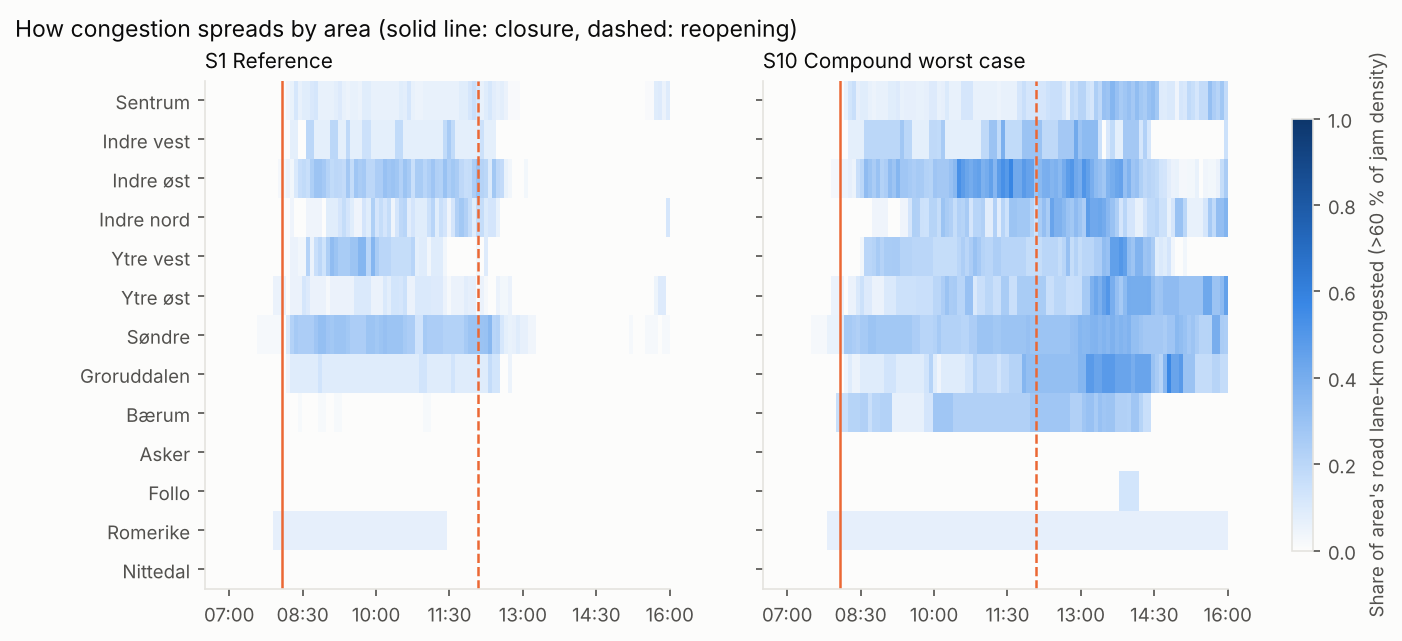 How congestion spreads by area (solid line: closure, dashed: reopening)
S1 Reference
S10 Compound worst case
Sentrum
Indre vest
Indre øst
Indre nord
Ytre vest
Ytre øst
Søndre
Groruddalen
Bærum
Asker
Follo
Romerike
Nittedal
07:00 08:30 10:00 11:30 13:00 14:30 16:00
07:00 08:30 10:00 11:30 13:00 14:30 16:00
1.0
0.8
0.6
0.4
0.2
0.0
Share of area's road lane-km congested (>60 % of jam density)